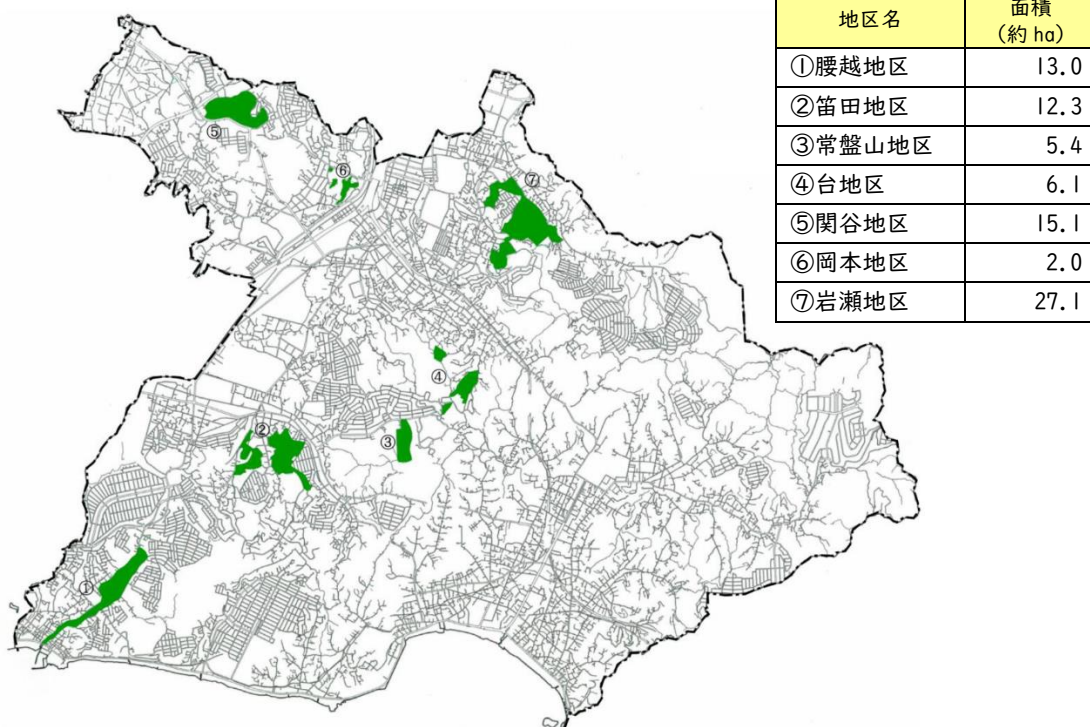 地区名 面積
(約 ha)
①腰越地区 13.0
②笛田地区 12.3
③常盤山地区 5.4
④台地区 6.1
⑤関谷地区 15.1
⑥岡本地区 2.0
⑦岩瀬地区 27.1
⑤
⑥
⑦
④
②
③
①